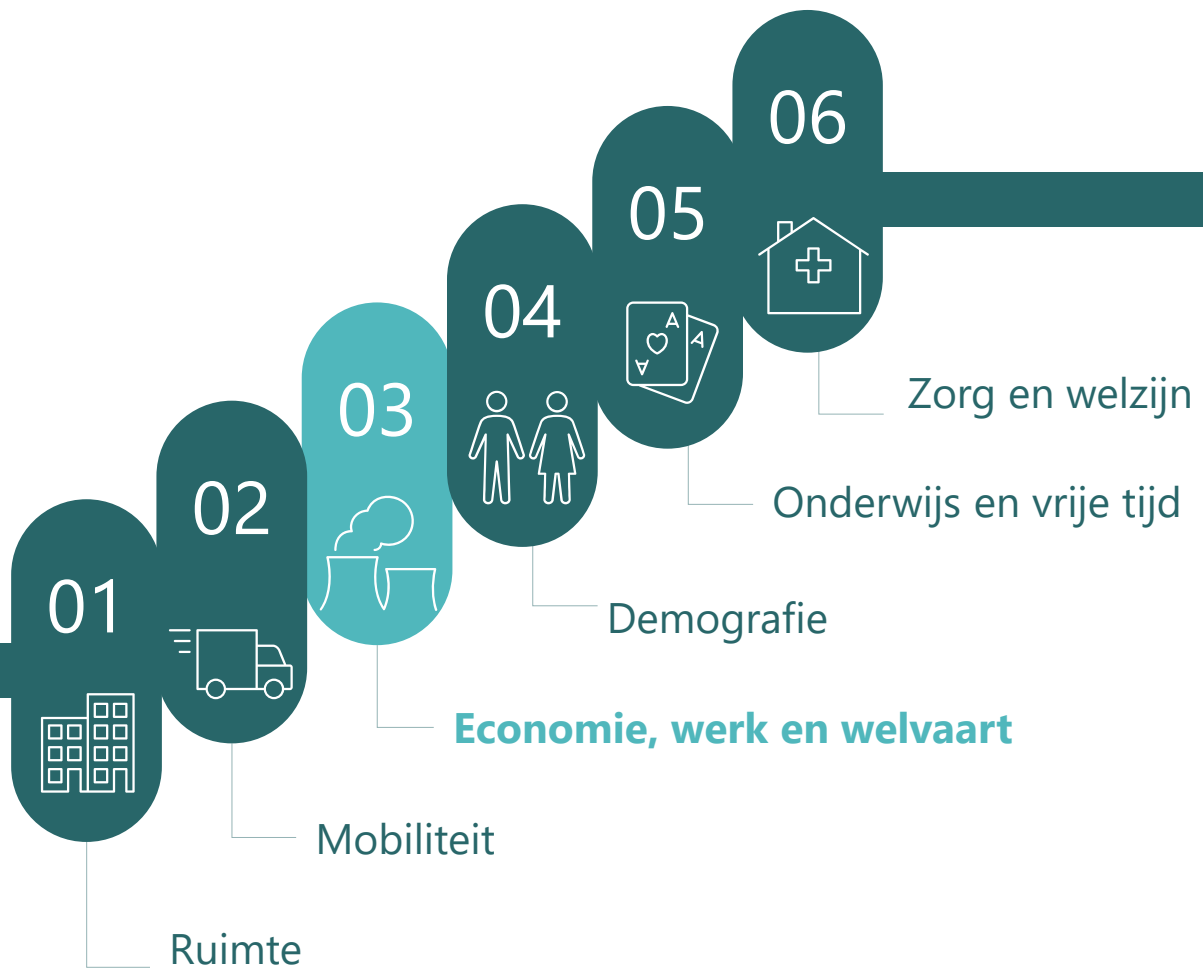 01
Ruimte
02
Mobiliteit
03
Economie, werk en welvaart
04
Demografie
05
A
A
A
Onderwijs en vrije tijd
06
Zorg en welzijn